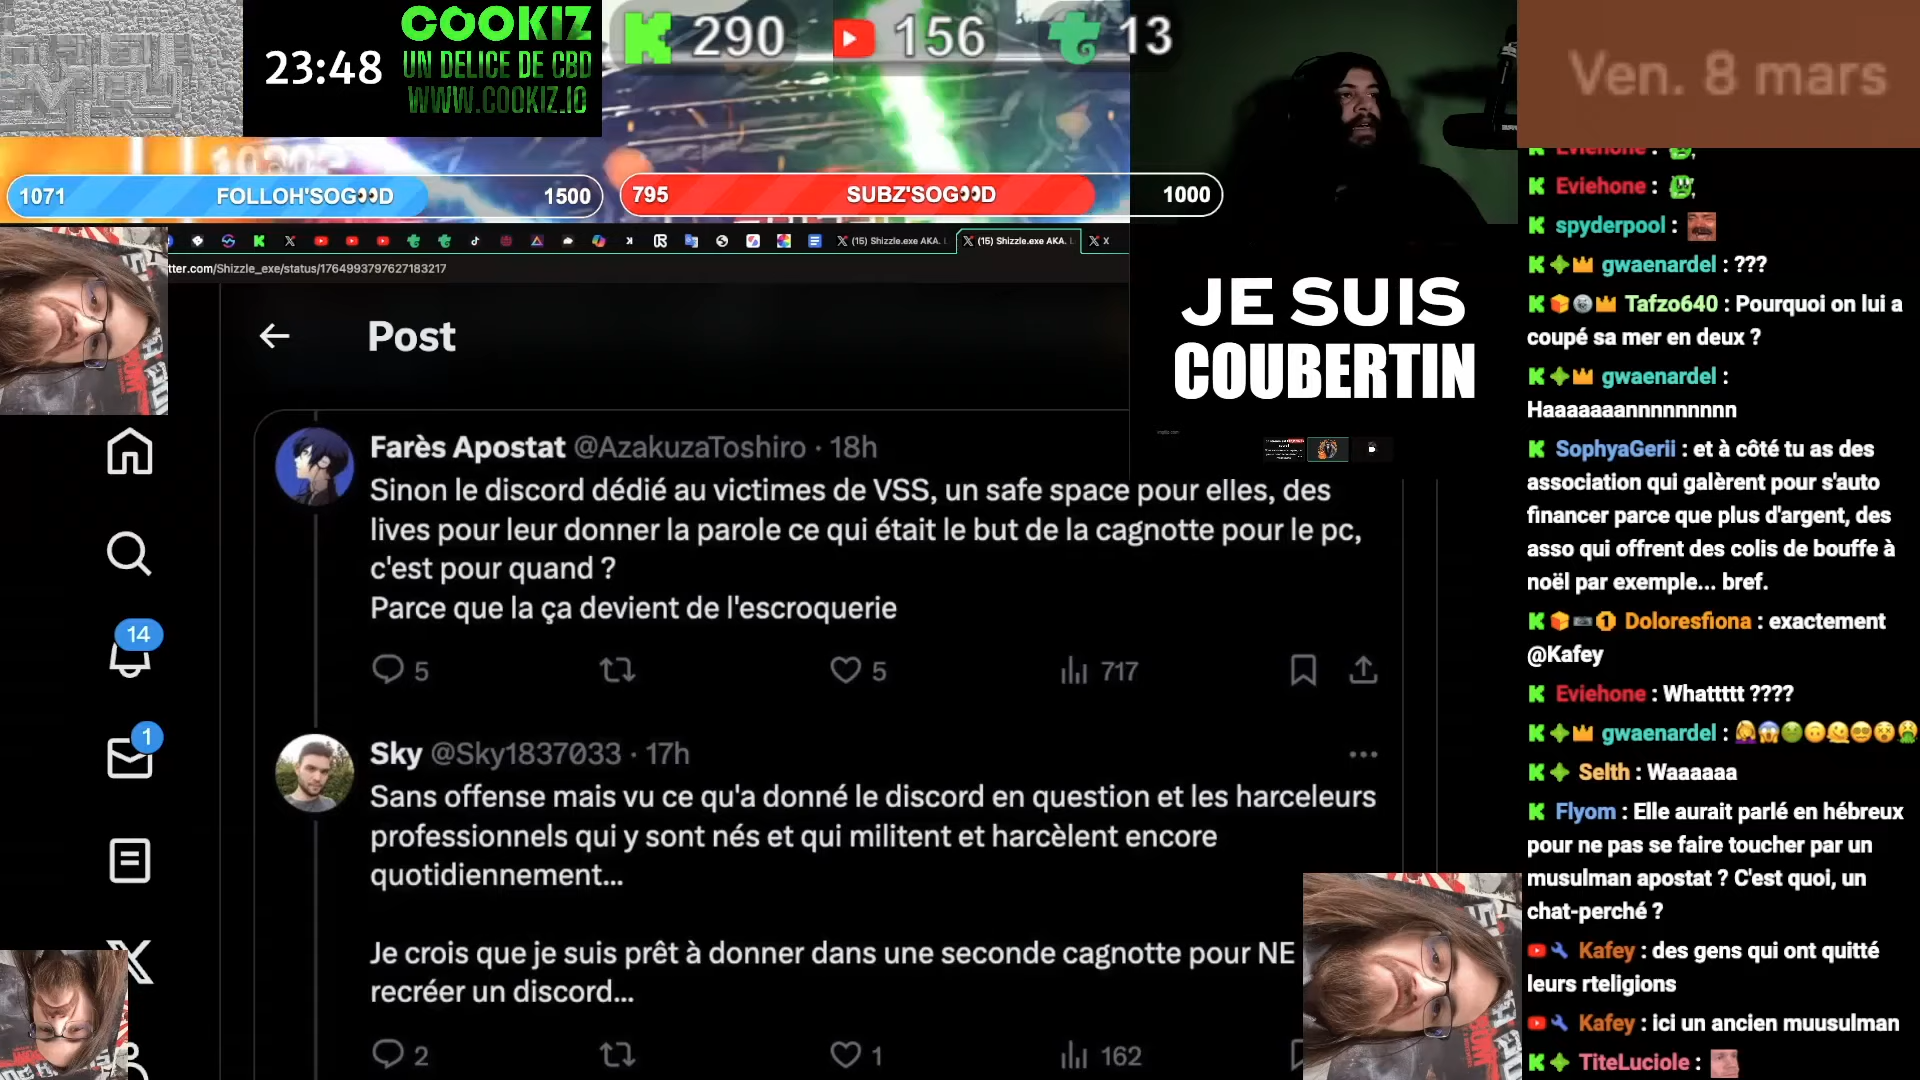 23:48
COOKIZ
UN DELICE DE CBD
WWW.COOKIZ.IO
290
156
13
Ven. 8 mars
1071
FOLLOH'SOG👀D
1500
795
SUBZ'SOG👀D
1000
(15) Shizzle.exe AKA. L
(15) Shizzle.exe AKA. L
X
tter.com/Shizzle_exe/status/1764993797627183217
Post
JE SUIS
COUBERTIN
Farès Apostat @AzakuzaToshiro · 18h
Sinon le discord dédié au victimes de VSS, un safe space pour elles, des
lives pour leur donner la parole ce qui était le but de la cagnotte pour le pc,
c'est pour quand ?
Parce que la ça devient de l'escroquerie
5
5
717
14
1
Sky @Sky1837033 · 17h
Sans offense mais vu ce qu'a donné le discord en question et les harceleurs
professionnels qui y sont nés et qui militent et harcèlent encore
quotidiennement...
Je crois que je suis prêt à donner dans une seconde cagnotte pour NE
recréer un discord...
2
1
162
Eviehone :
Eviehone :
spyderpool :
gwaenardel : ???
Tafzo640 : Pourquoi on lui a
coupé sa mer en deux ?
gwaenardel :
Haaaaaaannnnnnnnn
SophyaGerii : et à côté tu as des
association qui galèrent pour s'auto
financer parce que plus d'argent, des
asso qui offrent des colis de bouffe à
noël par exemple... bref.
Doloresfiona : exactement
@Kafey
Eviehone : Whattttt ????
gwaenardel :
Selth : Waaaaaa
Flyom : Elle aurait parlé en hébreux
pour ne pas se faire toucher par un
musulman apostat ? C'est quoi, un
chat-perché ?
Kafey : des gens qui ont quitté
leurs rteligions
Kafey : ici un ancien muusulman
TiteLuciole :